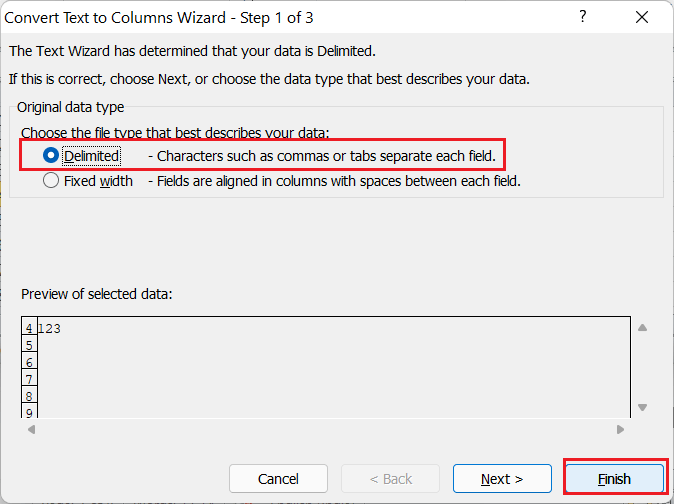 Convert Text to Columns Wizard - Step 1 of 3 ?
The Text Wizard has determined that your data is Delimited.
If this is correct, choose Next, or choose the data type that best describes your data.
Original data type
Choose the file type that best describes your data:
Delimited - Characters such as commas or tabs separate each field.
Fixed width - Fields are aligned in columns with spaces between each field.
Preview of selected data:
4 123
5
6
7
8
9
Cancel < Back Next > Finish